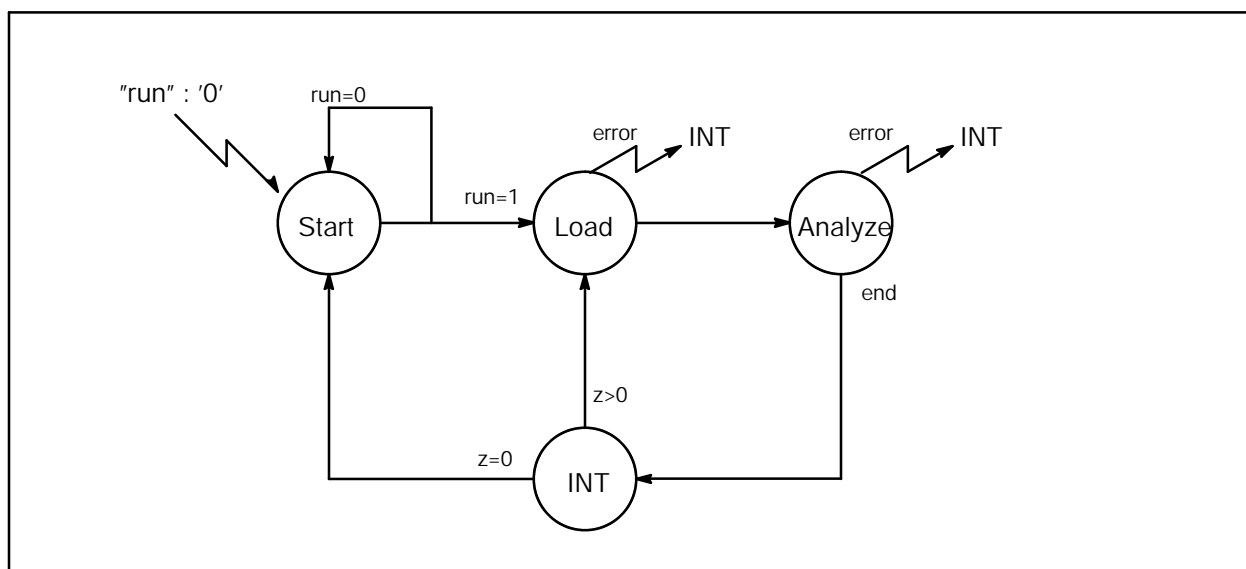 "run" : '0'
run=0
error
INT
error
INT
Start
run=1
Load
Analyze
end
z>0
z=0
INT